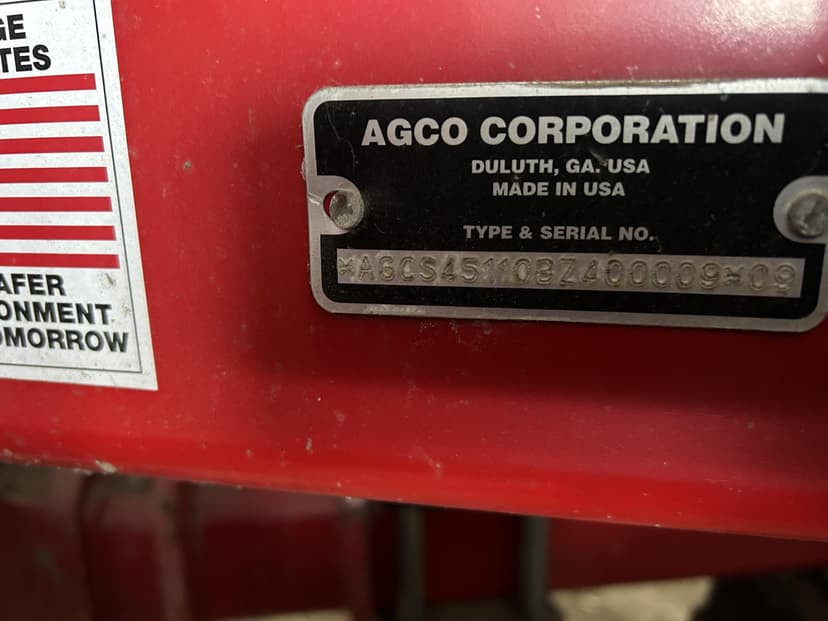 GE
TES
AFER
ONMENT
OMORROW
AGCO CORPORATION
DULUTH, GA. USA
MADE IN USA
TYPE & SERIAL NO.
*AGCS45110BZ400009*09